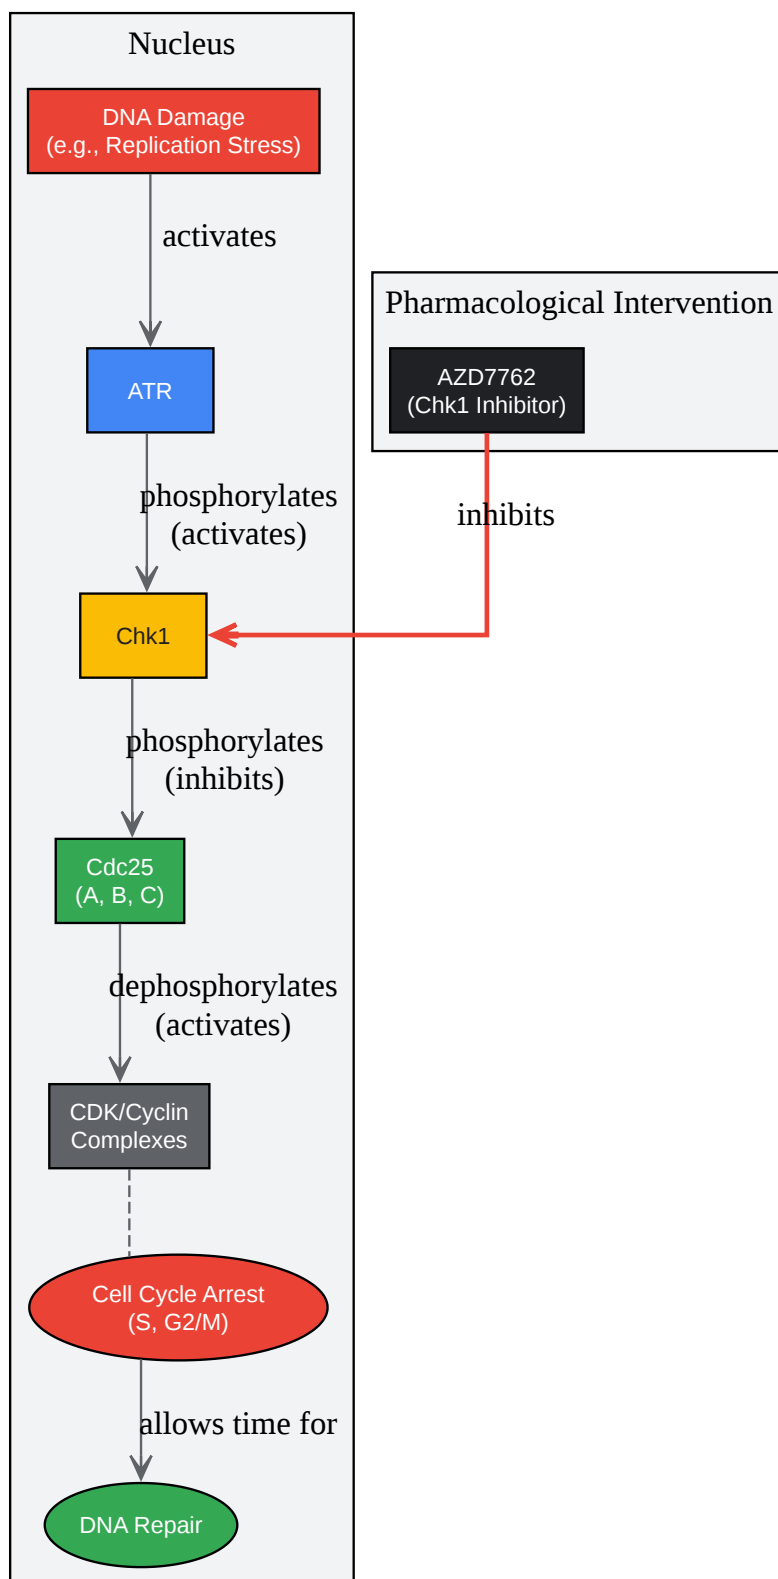 Nucleus
DNA Damage
(e.g., Replication Stress)
activates
Pharmacological Intervention
ATR
AZD7762
(Chk1 Inhibitor)
phosphorylates
(activates)
inhibits
Chk1
phosphorylates
(inhibits)
Cdc25
(A, B, C)
dephosphorylates
(activates)
CDK/Cyclin
Complexes
Cell Cycle Arrest
(S, G2/M)
allows time for
DNA Repair